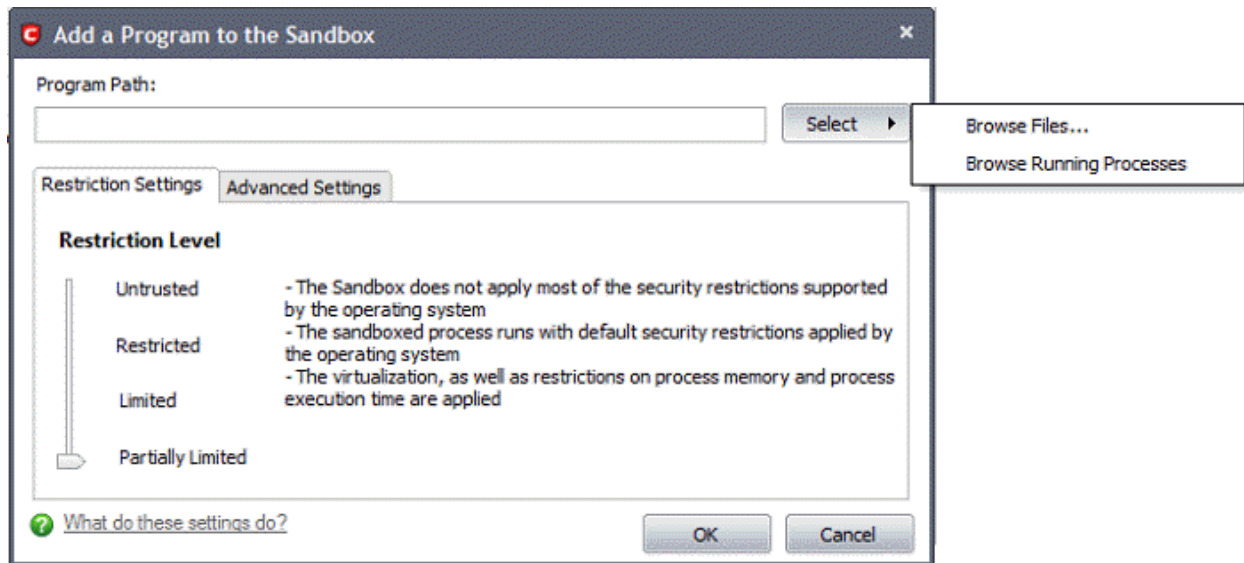 Add a Program to the Sandbox
Program Path:
Select
Browse Files...
Browse Running Processes
Restriction Settings
Advanced Settings
Restriction Level
Untrusted
Restricted
Limited
Partially Limited
- The Sandbox does not apply most of the security restrictions supported
by the operating system
- The sandboxed process runs with default security restrictions applied by
the operating system
- The virtualization, as well as restrictions on process memory and process
execution time are applied
What do these settings do?
OK
Cancel